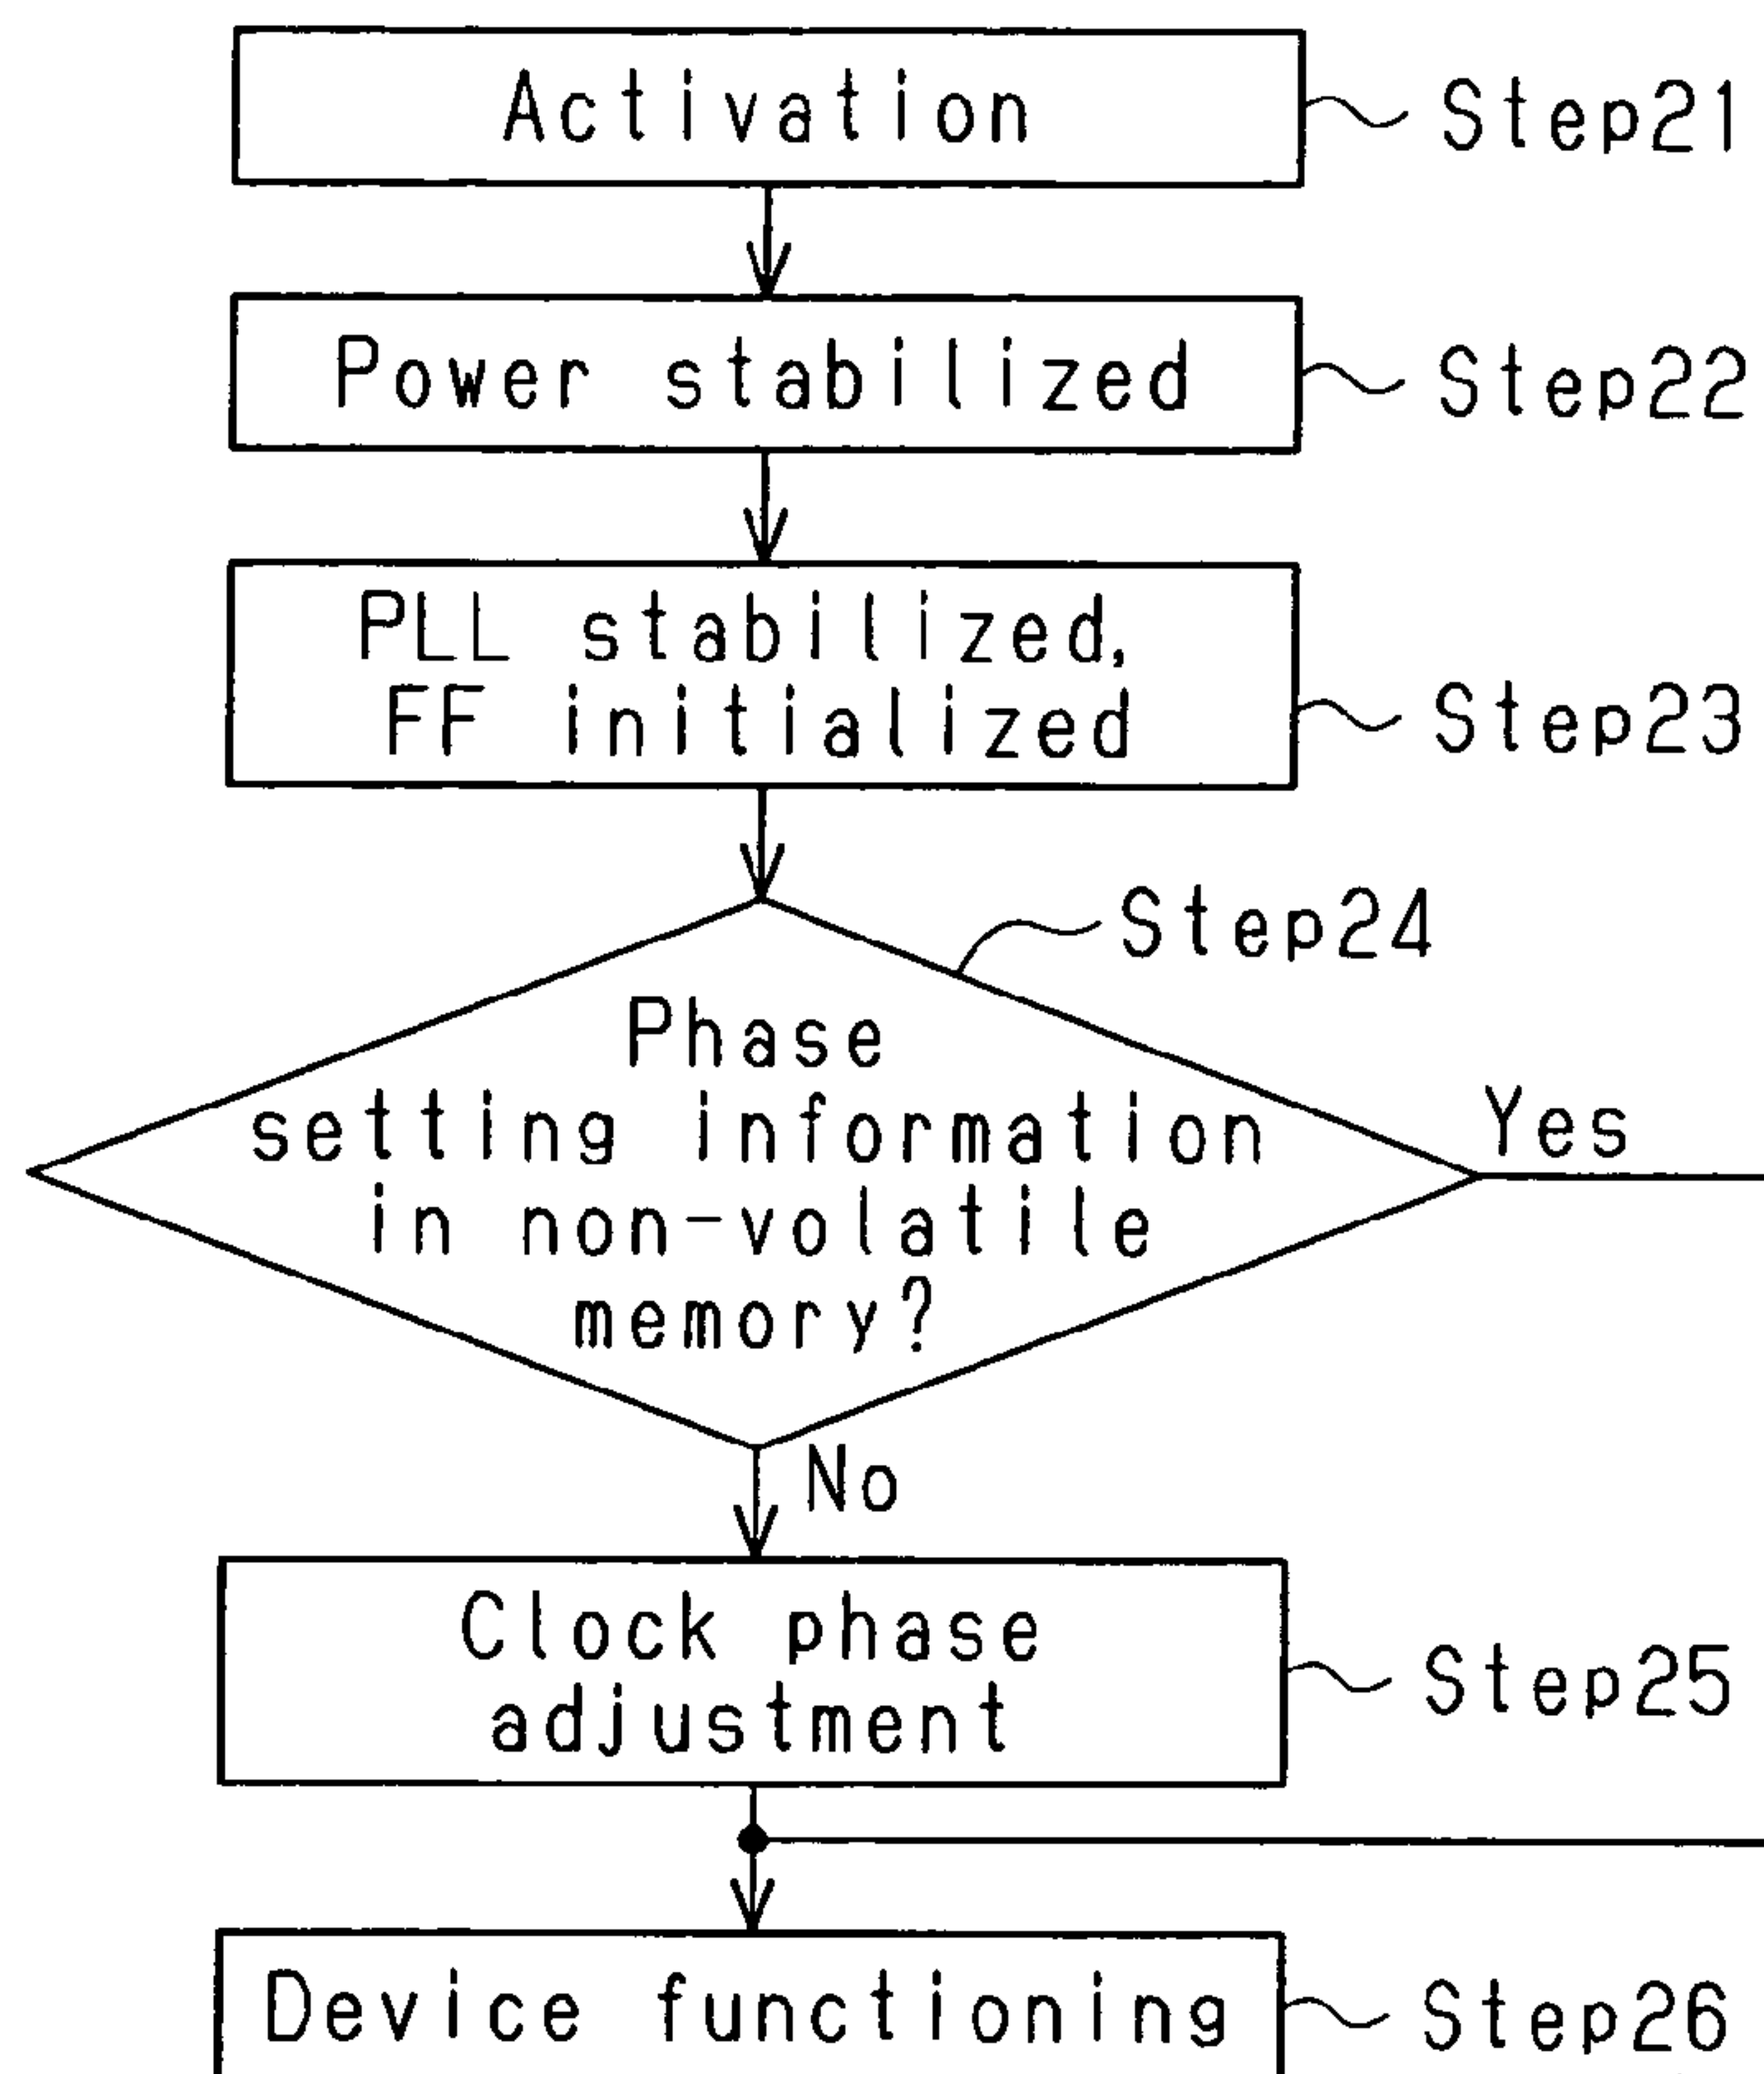 Activation
Step21
Power stabilized
Step22
PLL stabilized,
FF initialized
Step23
Step24
Phase
setting information
in non-volatile
memory?
Yes
No
Clock phase
adjustment
Step25
Device functioning
Step26